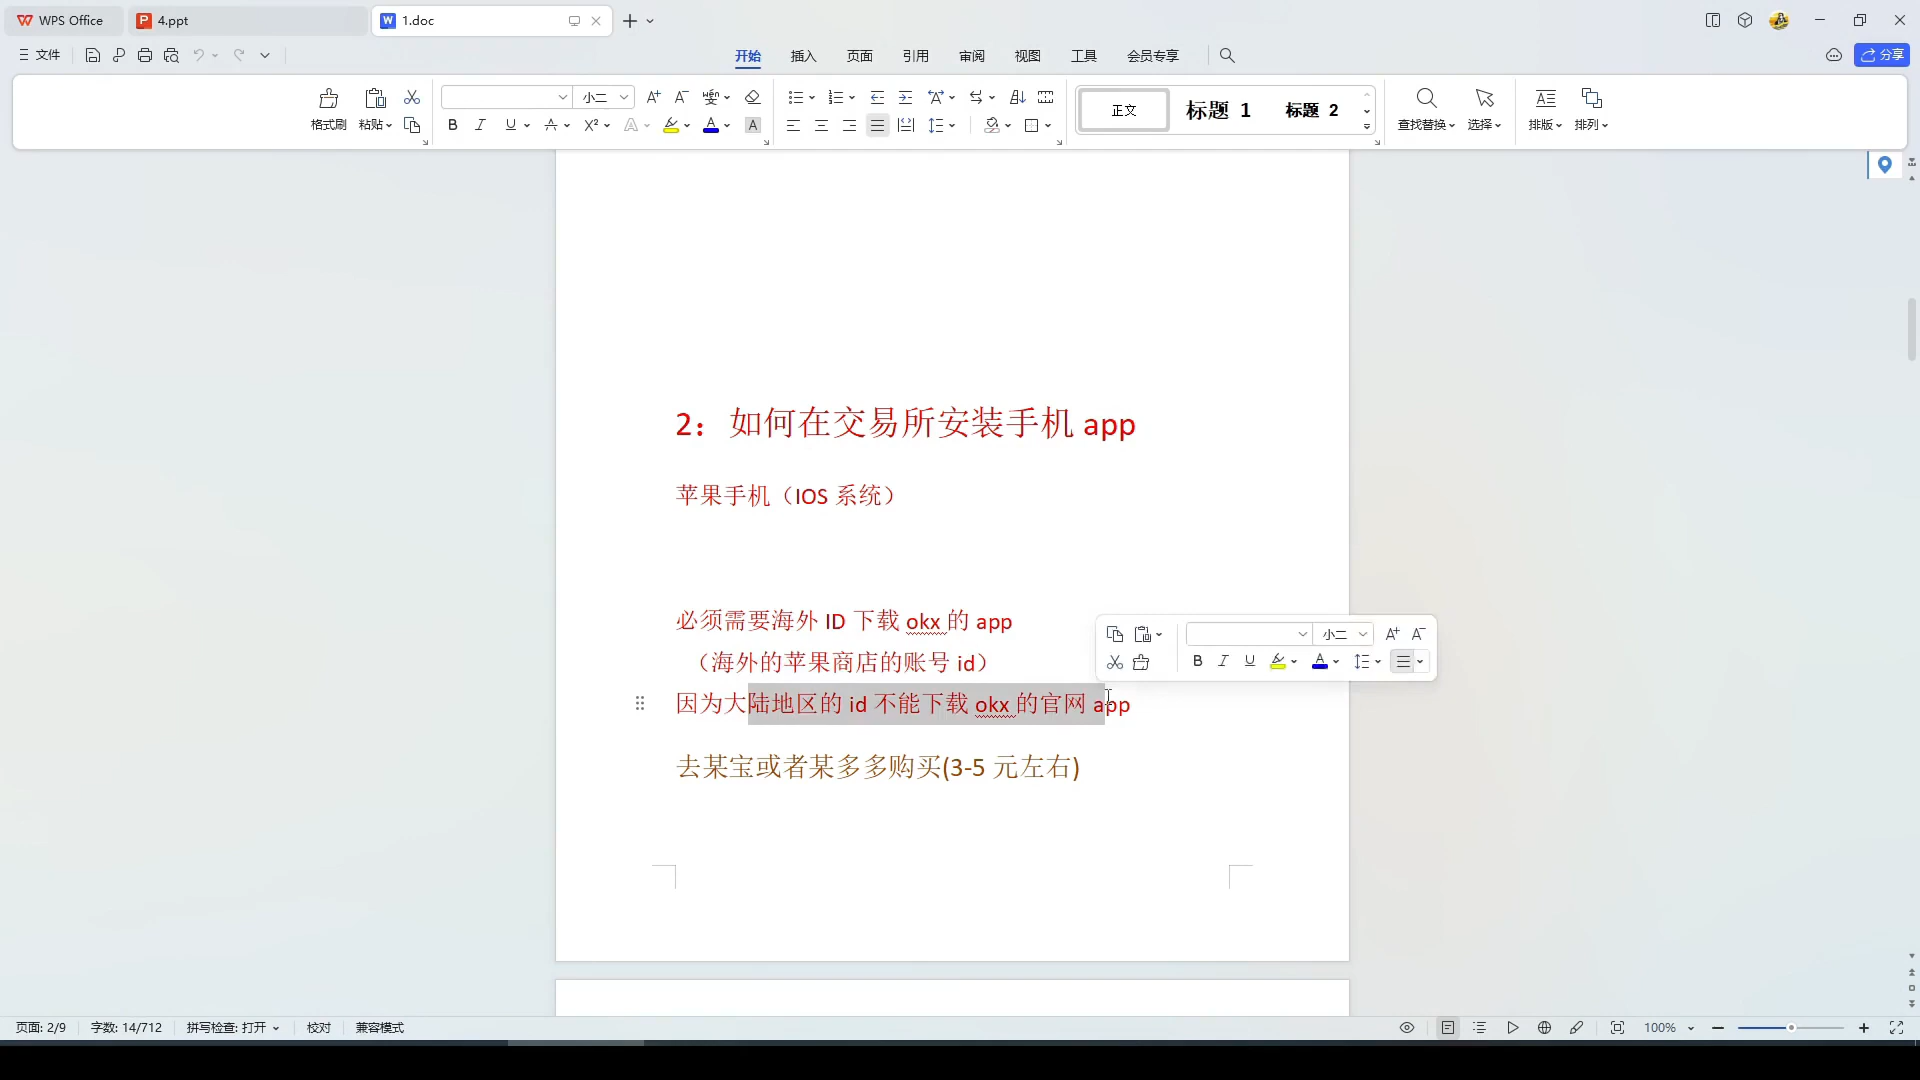 WPS Office
4.ppt
1.doc
文件
开始
插入
页面
引用
审阅
视图
工具
会员专享
分享
格式刷
粘贴
小二
正文
标题 1
标题 2
查找替换
选择
排版
排列
2：如何在交易所安装手机 app
苹果手机（IOS 系统）
必须需要海外 ID 下载 okx 的 app
（海外的苹果商店的账号 id）
小二
因为大陆地区的 id 不能下载 okx 的官网 app
去某宝或者某多多购买(3-5 元左右)
页面: 2/9
字数: 14/712
拼写检查: 打开
校对
兼容模式
100%